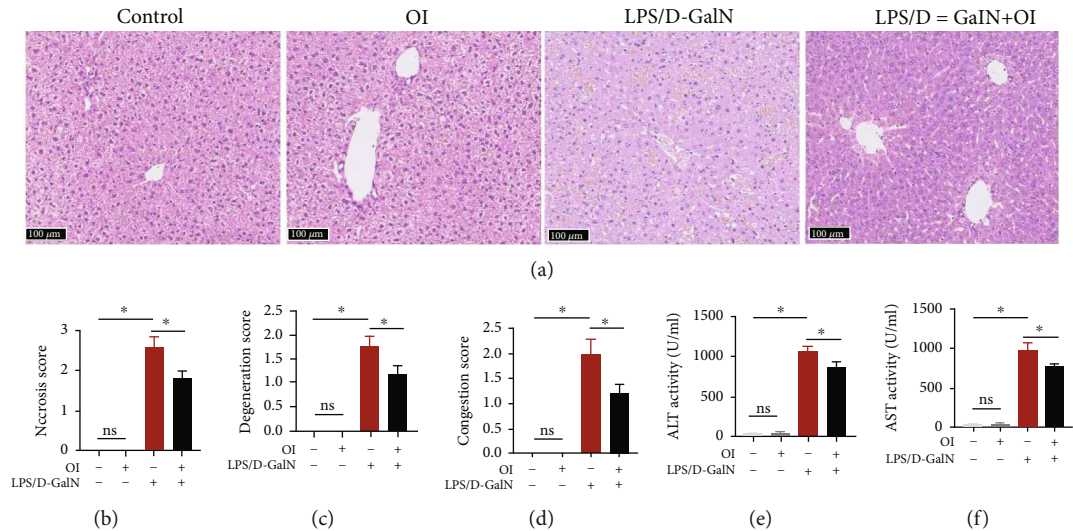 Control
OI
LPS/D-GalN
LPS/D = GaIN+OI
100 μm
100 μm
100 μm
100 μm
(a)
Nccrosis score
3
2
1
0
*
*
ns
OI − + − +
LPS/D-GalN − − + +
(b)
Degeneration score
2.5
2.0
1.5
1.0
0.5
0.0
*
*
ns
OI − + − +
LPS/D-GalN − − + +
(c)
Congestion score
2.5
2.0
1.5
1.0
0.5
0.0
*
*
ns
OI − + − +
LPS/D-GalN − − + +
(d)
ALT activity (U/ml)
1500
1000
500
0
*
*
ns
OI − + − +
LPS/D-GalN − − + +
(e)
AST activity (U/ml)
1500
1000
500
0
*
*
ns
OI − + − +
LPS/D-GalN − − + +
(f)